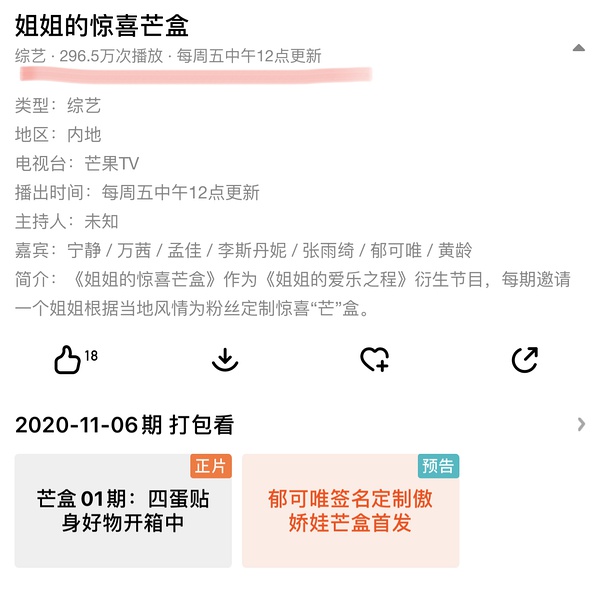 姐姐的惊喜芒盒
综艺 · 296.5万次播放 · 每周五中午12点更新
类型：综艺
地区：内地
电视台：芒果TV
播出时间：每周五中午12点更新
主持人：未知
嘉宾：宁静 / 万茜 / 孟佳 / 李斯丹妮 / 张雨绮 / 郁可唯 / 黄龄
简介：《姐姐的惊喜芒盒》作为《姐姐的爱乐之程》衍生节目，每期邀请
一个姐姐根据当地风情为粉丝定制惊喜“芒”盒。
18
2020-11-06期 打包看
正片
芒盒 01期：四蛋贴
身好物开箱中
预告
郁可唯签名定制傲
娇娃芒盒首发